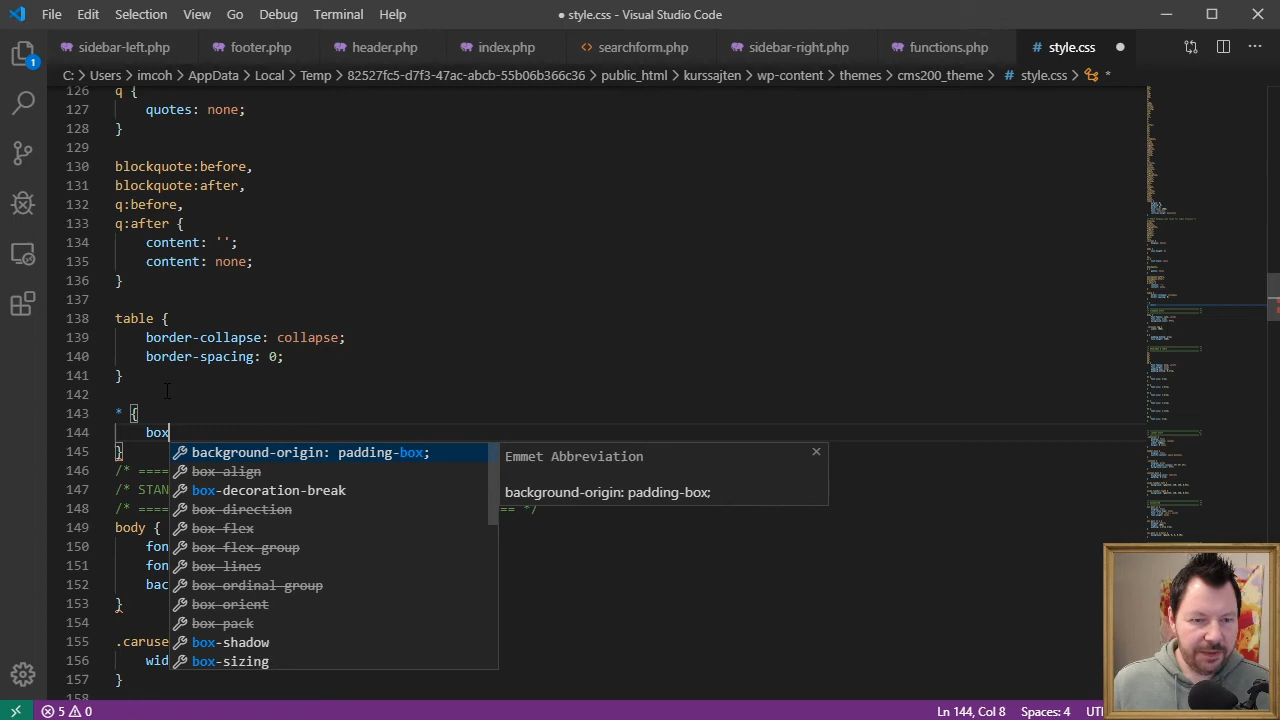 File Edit Selection View Go Debug Terminal Help ● style.css - Visual Studio Code
sidebar-left.php footer.php header.php index.php <> searchform.php sidebar-right.php functions.php # style.css ●
C: > Users > imcoh > AppData > Local > Temp > 82527fc5-d7f3-47ac-abcb-55b06b366c36 > public_html > kurssajten > wp-content > themes > cms200_theme > # style.css > *
1
126 q {
127 quotes: none;
128 }
129
130 blockquote:before,
131 blockquote:after,
132 q:before,
133 q:after {
134 content: '';
135 content: none;
136 }
137
138 table {
139 border-collapse: collapse;
140 border-spacing: 0;
141 }
142
143 * {
144 box
145 }
146 /* ====
147 /* STAN
148 /* ==== == */
149 body {
150 fon
151 fon
152 bac
153 }
154
155 .caruse
156 wid
157 }
158
background-origin: padding-box;
box-align
box-decoration-break
box-direction
box-flex
box-flex-group
box-lines
box-ordinal-group
box-orient
box-pack
box-shadow
box-sizing
Emmet Abbreviation
background-origin: padding-box;
5 0 Ln 144, Col 8 Spaces: 4 UT